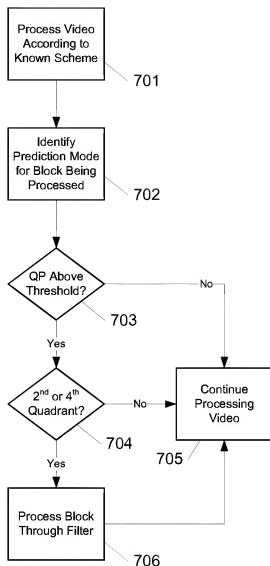 Process Video
According to
Known Scheme
701
Identify
Prediction Mode
for Block Being
Processed
702
QP Above
Threshold?
No
703
Yes
2nd or 4th
Quadrant?
No
Continue
Processing
Video
704
705
Yes
Process Block
Through Filter
706